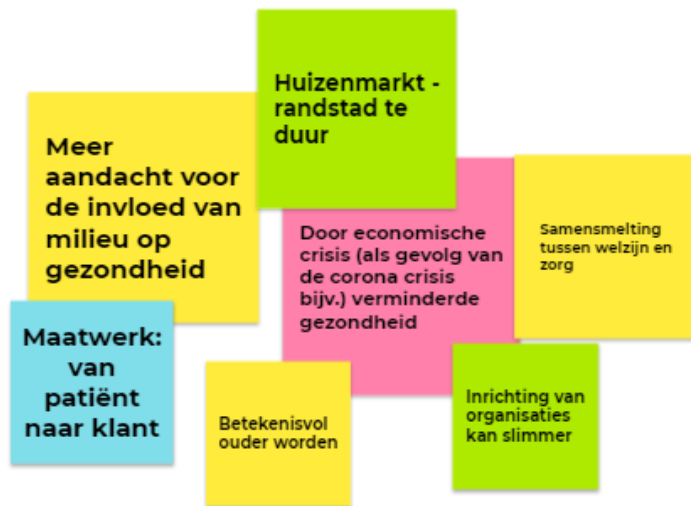 Huizenmarkt -
randstad te
duur
Meer
aandacht voor
de invloed van
milieu op
gezondheid
Door economische
crisis (als gevolg van
de corona crisis
bijv.) verminderde
gezondheid
Samensmelting
tussen welzijn en
zorg
Maatwerk:
van
patiënt
naar klant
Betekenisvol
ouder worden
Inrichting van
organisaties
kan slimmer